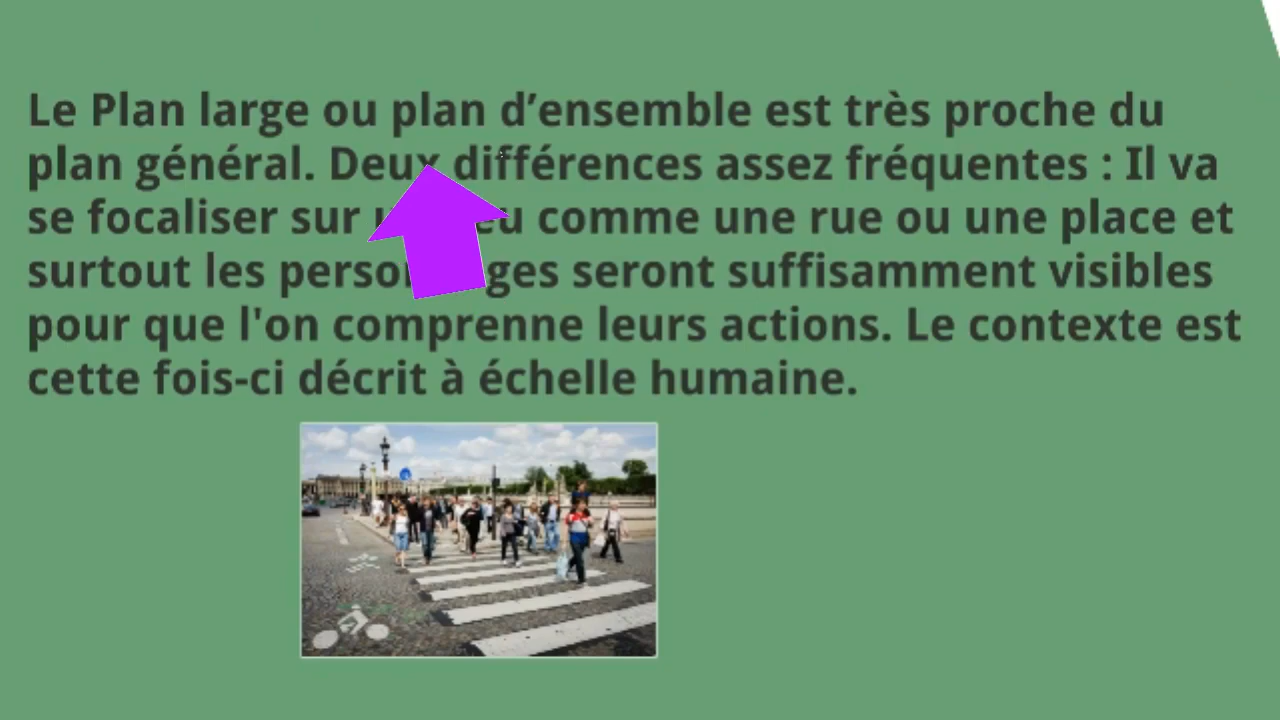 Le Plan large ou plan d’ensemble est très proche du
plan général. Deux différences assez fréquentes : Il va
se focaliser sur comme une rue ou une place et
surtout les seront suffisamment visibles
pour que l'on comprenne leurs actions. Le contexte est
cette fois-ci décrit à échelle humaine.